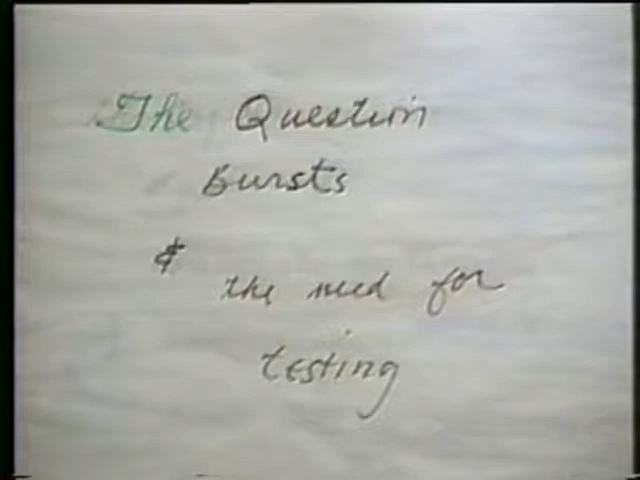 The Question
Bursts
& the need for
testing